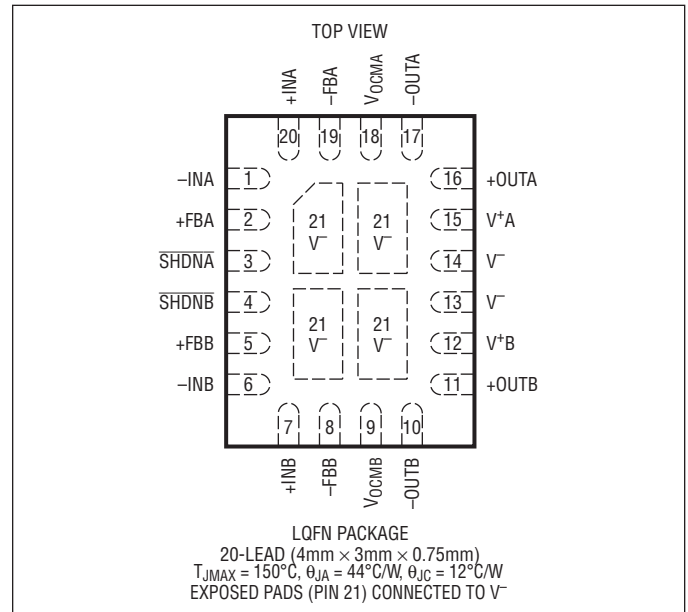 TOP VIEW
+INA
–FBA
VOCMA
–OUTA
20 19 18 17
–INA 1 16 +OUTA
+FBA 2 15 V+A
SHDNA 3 14 V–
SHDNB 4 13 V–
+FBB 5 12 V+B
–INB 6 11 +OUTB
21 21
V– V–
21 21
V– V–
7 8 9 10
+INB
–FBB
VOCMB
–OUTB
LQFN PACKAGE
20-LEAD (4mm × 3mm × 0.75mm)
TJMAX = 150°C, θJA = 44°C/W, θJC = 12°C/W
EXPOSED PADS (PIN 21) CONNECTED TO V–